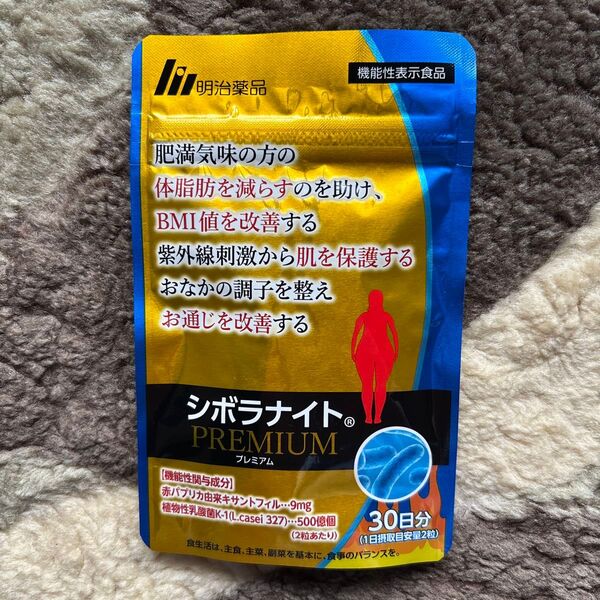 明治薬品
機能性表示食品
肥満気味の方の
体脂肪を減らすのを助け、
BMI値を改善する
紫外線刺激から肌を保護する
おなかの調子を整え
お通じを改善する
シボラナイト®
PREMIUM
プレミアム
【機能性関与成分】
赤パプリカ由来キサントフィル…9mg
植物性乳酸菌K-1(L.casei 327)…500億個
(2粒あたり)
30日分
(1日摂取目安量2粒)
食生活は、主食、主菜、副菜を基本に、食事のバランスを。